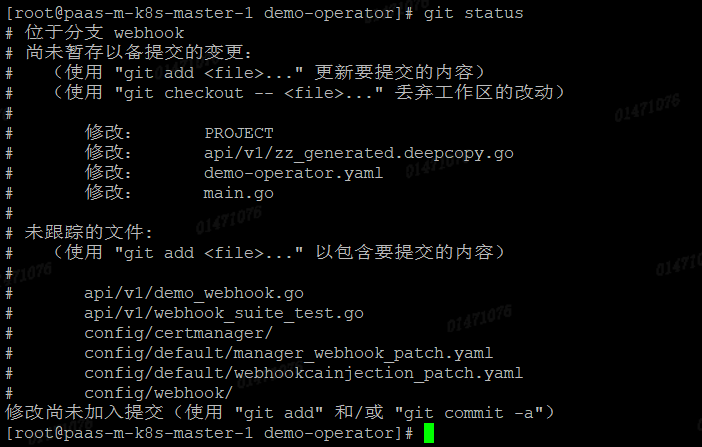 [root@paas-m-k8s-master-1 demo-operator]# git status
# 位于分支 webhook
# 尚未暂存以备提交的变更：
#   （使用 "git add <file>..." 更新要提交的内容）
#   （使用 "git checkout -- <file>..." 丢弃工作区的改动）
#
#       修改：      PROJECT
#       修改：      api/v1/zz_generated.deepcopy.go
#       修改：      demo-operator.yaml
#       修改：      main.go
#
# 未跟踪的文件:
#   （使用 "git add <file>..." 以包含要提交的内容）
#
#       api/v1/demo_webhook.go
#       api/v1/webhook_suite_test.go
#       config/certmanager/
#       config/default/manager_webhook_patch.yaml
#       config/default/webhookcainjection_patch.yaml
#       config/webhook/
修改尚未加入提交（使用 "git add" 和/或 "git commit -a"）
[root@paas-m-k8s-master-1 demo-operator]#
01471076
01471076
01471076
01471076
01471076